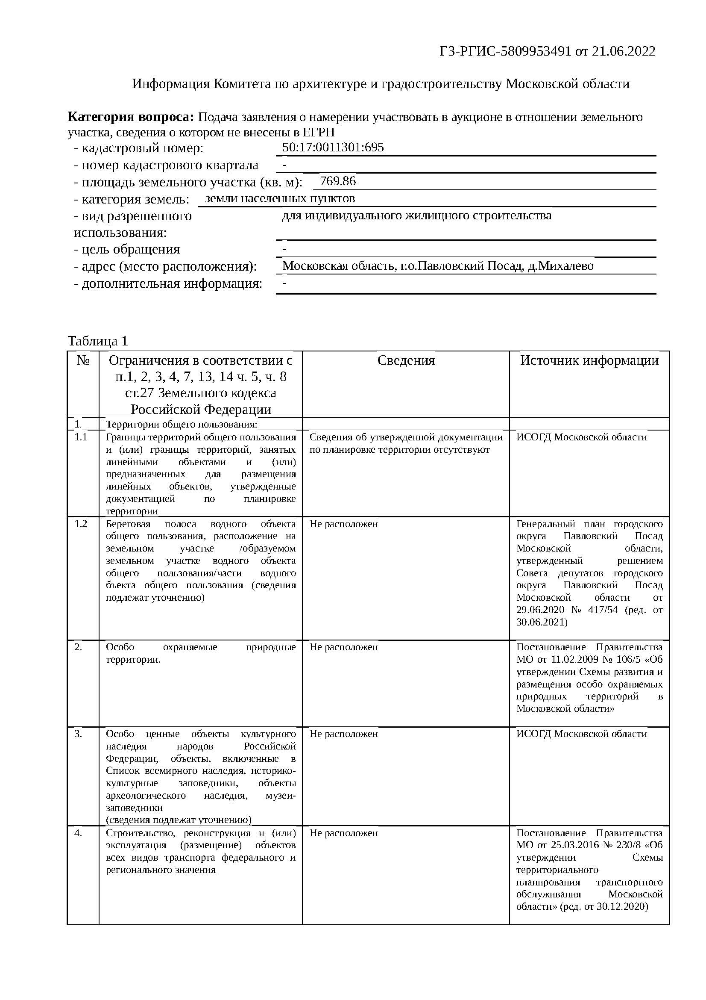 ГЗ-РГИС-5809953491 от 21.06.2022
Информация Комитета по архитектуре и градостроительству Московской области
Категория вопроса: Подача заявления о намерении участвовать в аукционе в отношении земельного
участка, сведения о котором не внесены в ЕГРН
- кадастровый номер: 50:17:0011301:695
- номер кадастрового квартала -
- площадь земельного участка (кв. м): 769.86
- категория земель: земли населенных пунктов
- вид разрешенного для индивидуального жилищного строительства
использования:
- цель обращения -
- адрес (место расположения): Московская область, г.о.Павловский Посад, д.Михалево
- дополнительная информация: -
Таблица 1
№
Ограничения в соответствии с
п.1, 2, 3, 4, 7, 13, 14 ч. 5, ч. 8
ст.27 Земельного кодекса
Российской Федерации
Сведения
Источник информации
1.
Территории общего пользования:
1.1
Границы территорий общего пользования
и (или) границы территорий, занятых
линейными объектами и (или)
предназначенных для размещения
линейных объектов, утвержденные
документацией по планировке
территории
Сведения об утвержденной документации
по планировке территории отсутствуют
ИСОГД Московской области
1.2
Береговая полоса водного объекта
общего пользования, расположение на
земельном участке /образуемом
земельном участке водного объекта
общего пользования/части водного
бъекта общего пользования (сведения
подлежат уточнению)
Не расположен
Генеральный план городского
округа Павловский Посад
Московской области,
утвержденный решением
Совета депутатов городского
округа Павловский Посад
Московской области от
29.06.2020 № 417/54 (ред. от
30.06.2021)
2.
Особо охраняемые природные
территории.
Не расположен
Постановление Правительства
МО от 11.02.2009 № 106/5 «Об
утверждении Схемы развития и
размещения особо охраняемых
природных территорий в
Московской области»
3.
Особо ценные объекты культурного
наследия народов Российской
Федерации, объекты, включенные в
Список всемирного наследия, историко-
культурные заповедники, объекты
археологического наследия, музеи-
заповедники
(сведения подлежат уточнению)
Не расположен
ИСОГД Московской области
4.
Строительство, реконструкция и (или)
эксплуатация (размещение) объектов
всех видов транспорта федерального и
регионального значения
Не расположен
Постановление Правительства
МО от 25.03.2016 № 230/8 «Об
утверждении Схемы
территориального
планирования транспортного
обслуживания Московской
области» (ред. от 30.12.2020)